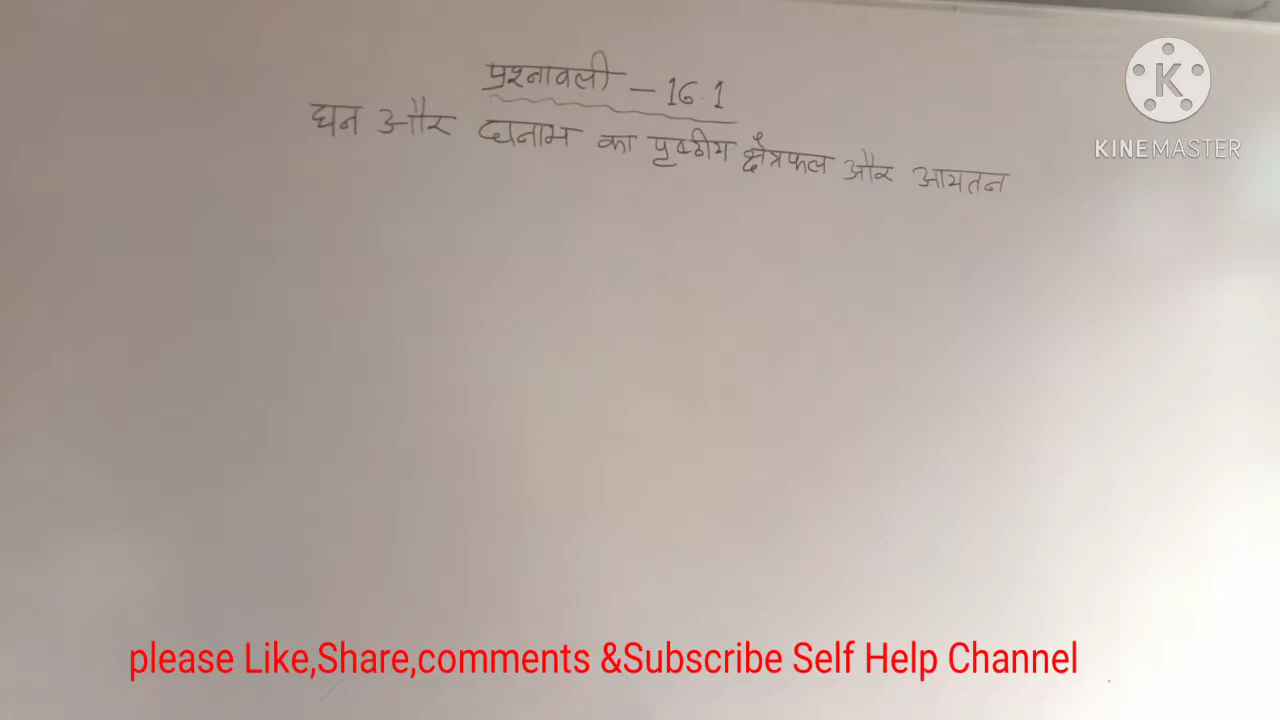 प्रश्नावली – 16.1
घन और घनाभ का पृष्ठीय क्षैत्रफल और आयतन
KINEMASTER
please Like,Share,comments &Subscribe Self Help Channel